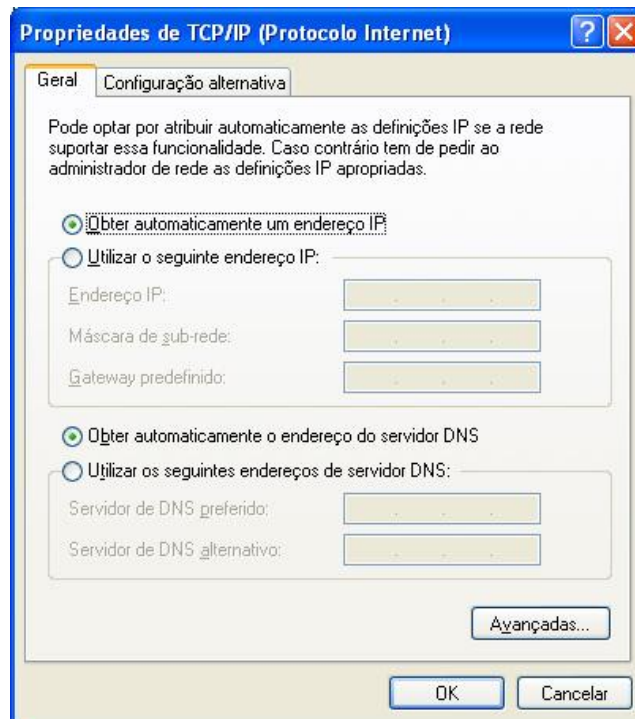 Propriedades de TCP/IP (Protocolo Internet)
Geral
Configuração alternativa
Pode optar por atribuir automaticamente as definições IP se a rede
suportar essa funcionalidade. Caso contrário tem de pedir ao
administrador de rede as definições IP apropriadas.
Obter automaticamente um endereço IP
Utilizar o seguinte endereço IP:
Endereço IP:
Máscara de sub-rede:
Gateway predefinido:
Obter automaticamente o endereço do servidor DNS
Utilizar os seguintes endereços de servidor DNS:
Servidor de DNS preferido:
Servidor de DNS alternativo:
Avançadas...
OK
Cancelar